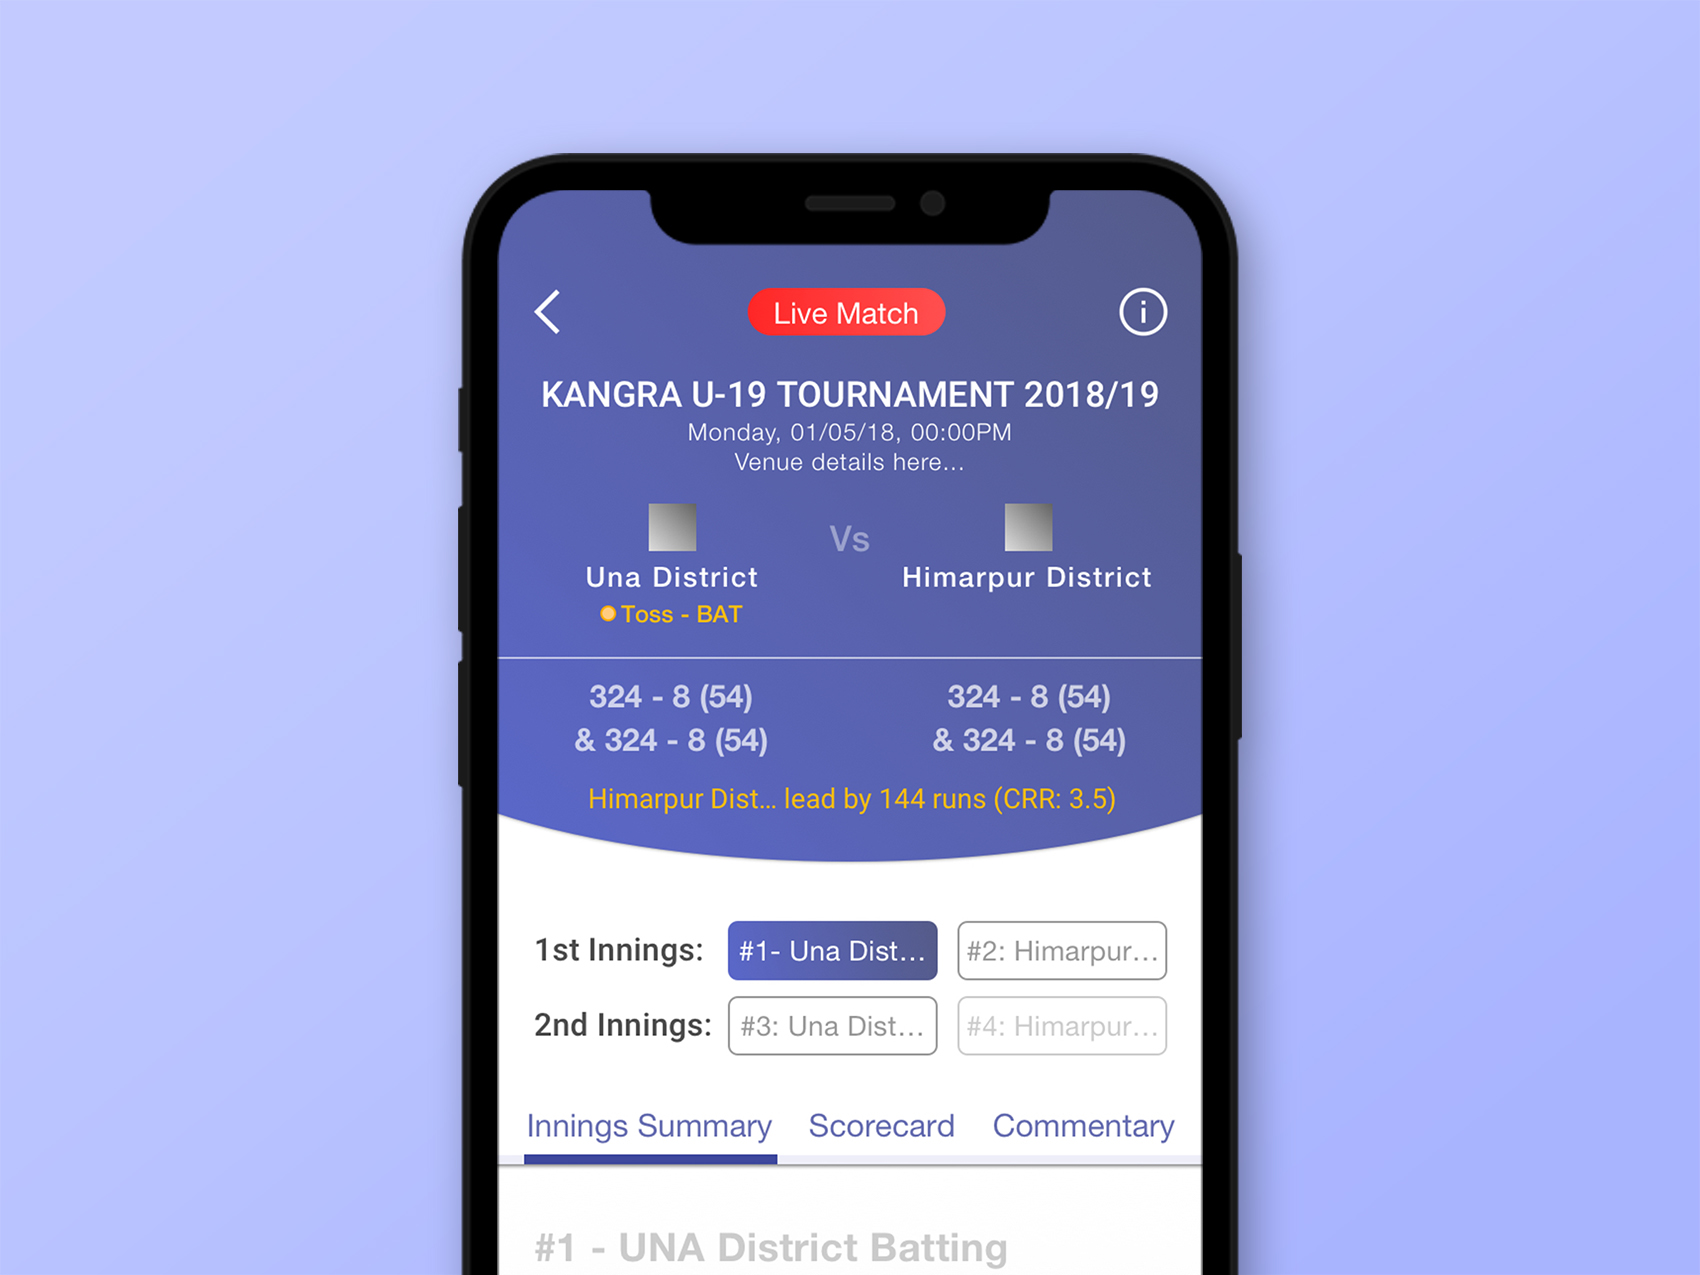 Live Match
KANGRA U-19 TOURNAMENT 2018/19
Monday, 01/05/18, 00:00PM
Venue details here...
Vs
Una District
Himarpur District
Toss - BAT
324 - 8 (54)
& 324 - 8 (54)
324 - 8 (54)
& 324 - 8 (54)
Himarpur Dist... lead by 144 runs (CRR: 3.5)
1st Innings: #1- Una Dist... #2: Himarpur...
2nd Innings: #3: Una Dist... #4: Himarpur...
Innings Summary Scorecard Commentary
#1 - UNA District Batting